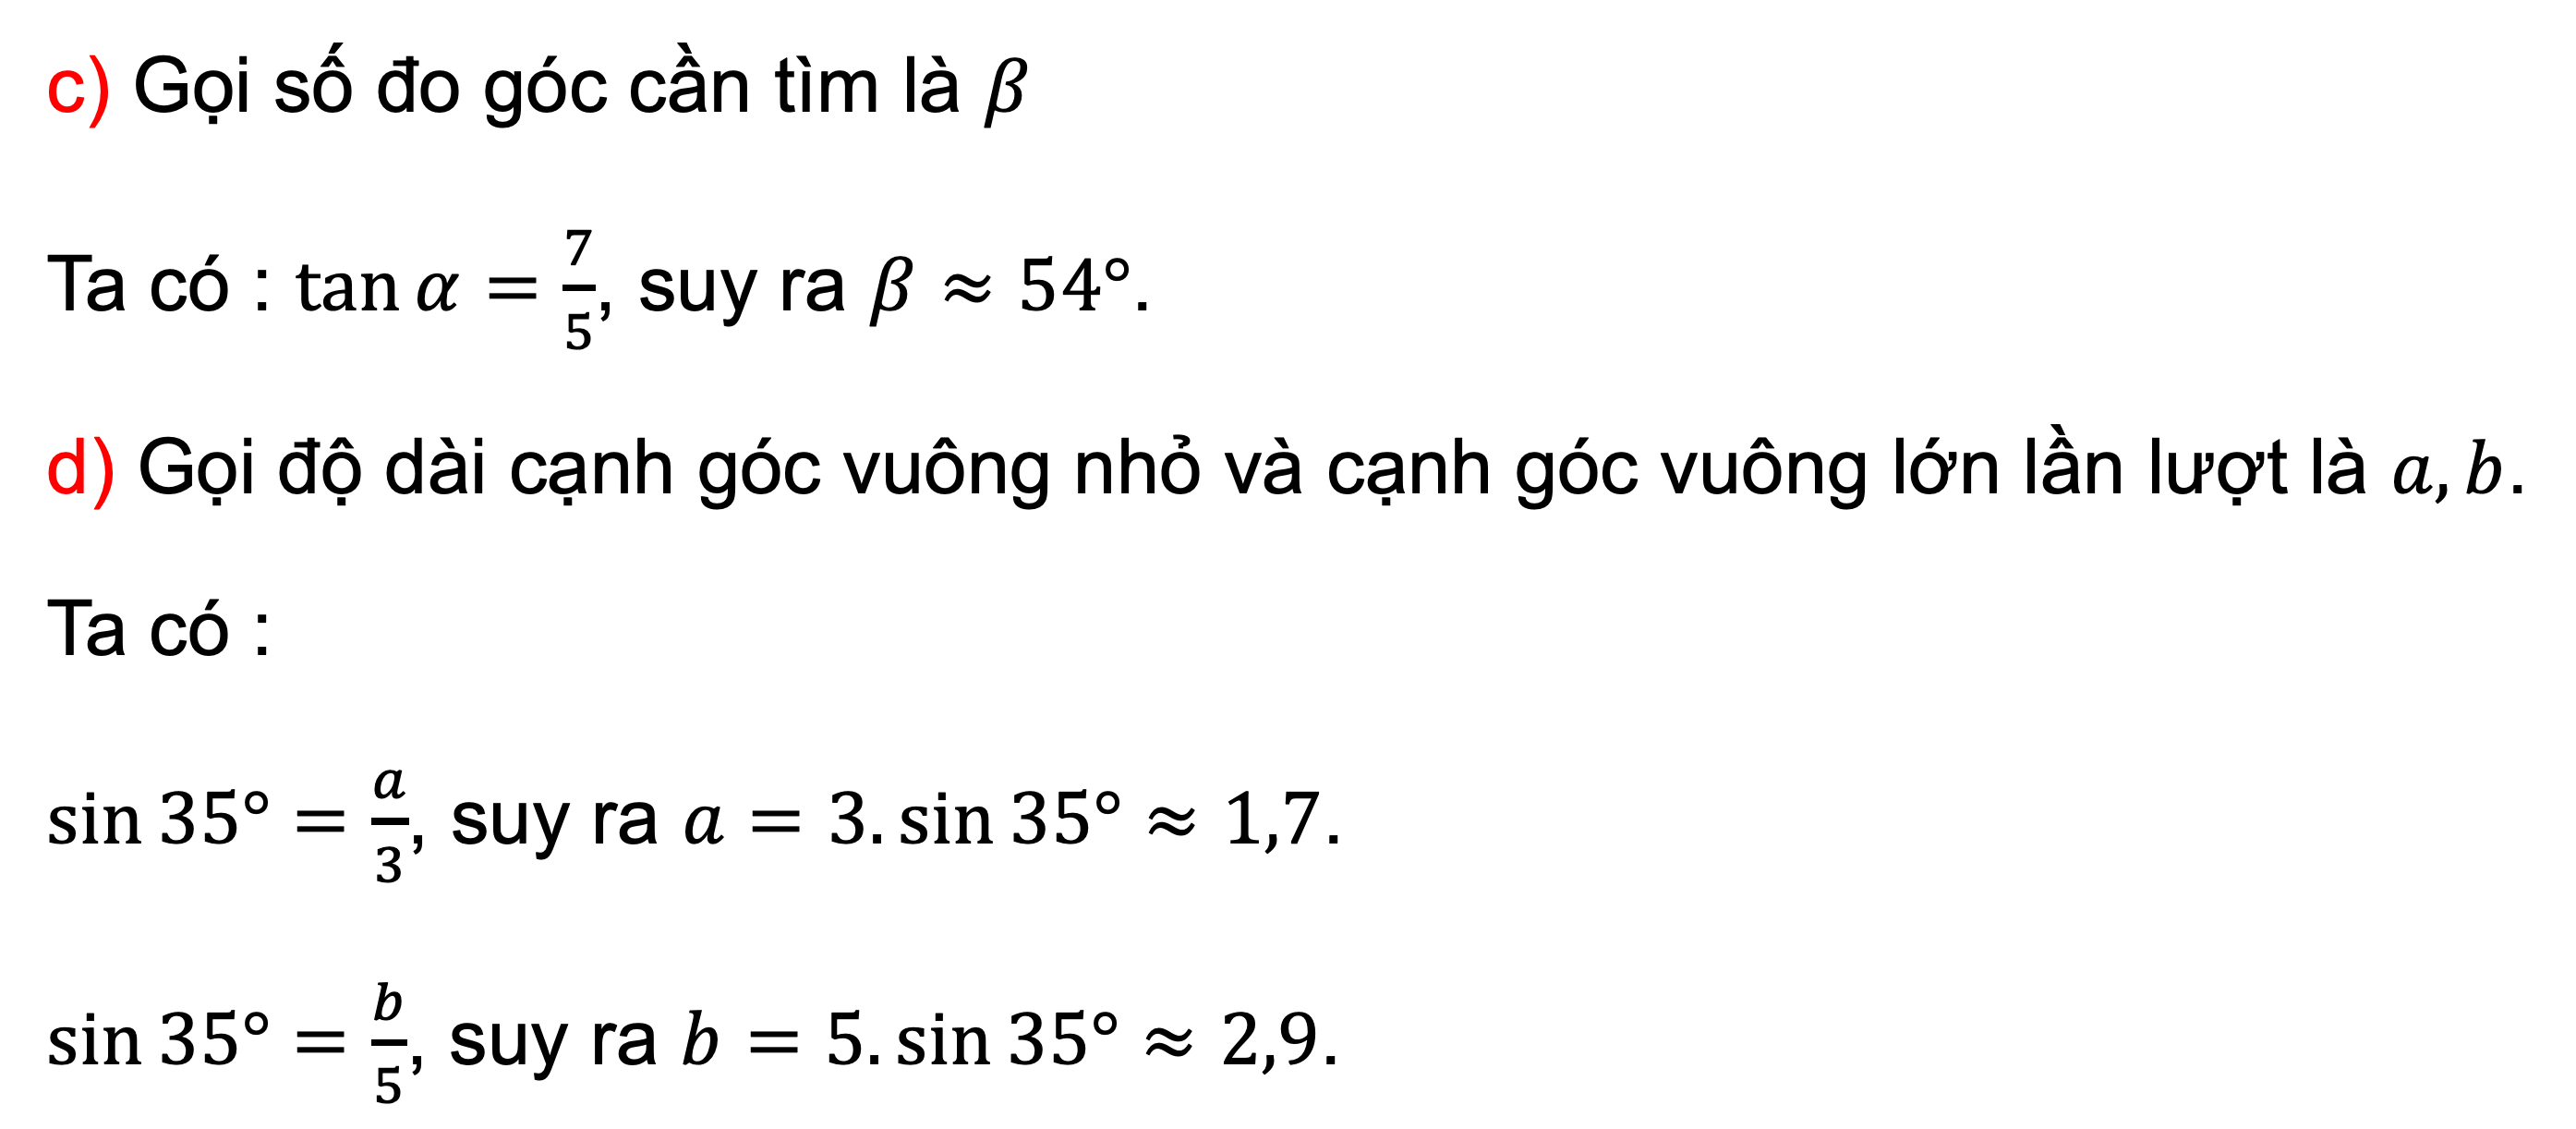 c) Gọi số đo góc cần tìm là β
Ta có : tan α = 7/5, suy ra β ≈ 54°.
d) Gọi độ dài cạnh góc vuông nhỏ và cạnh góc vuông lớn lần lượt là a, b.
Ta có :
sin 35° = a/3, suy ra a = 3. sin 35° ≈ 1,7.
sin 35° = b/5, suy ra b = 5. sin 35° ≈ 2,9.